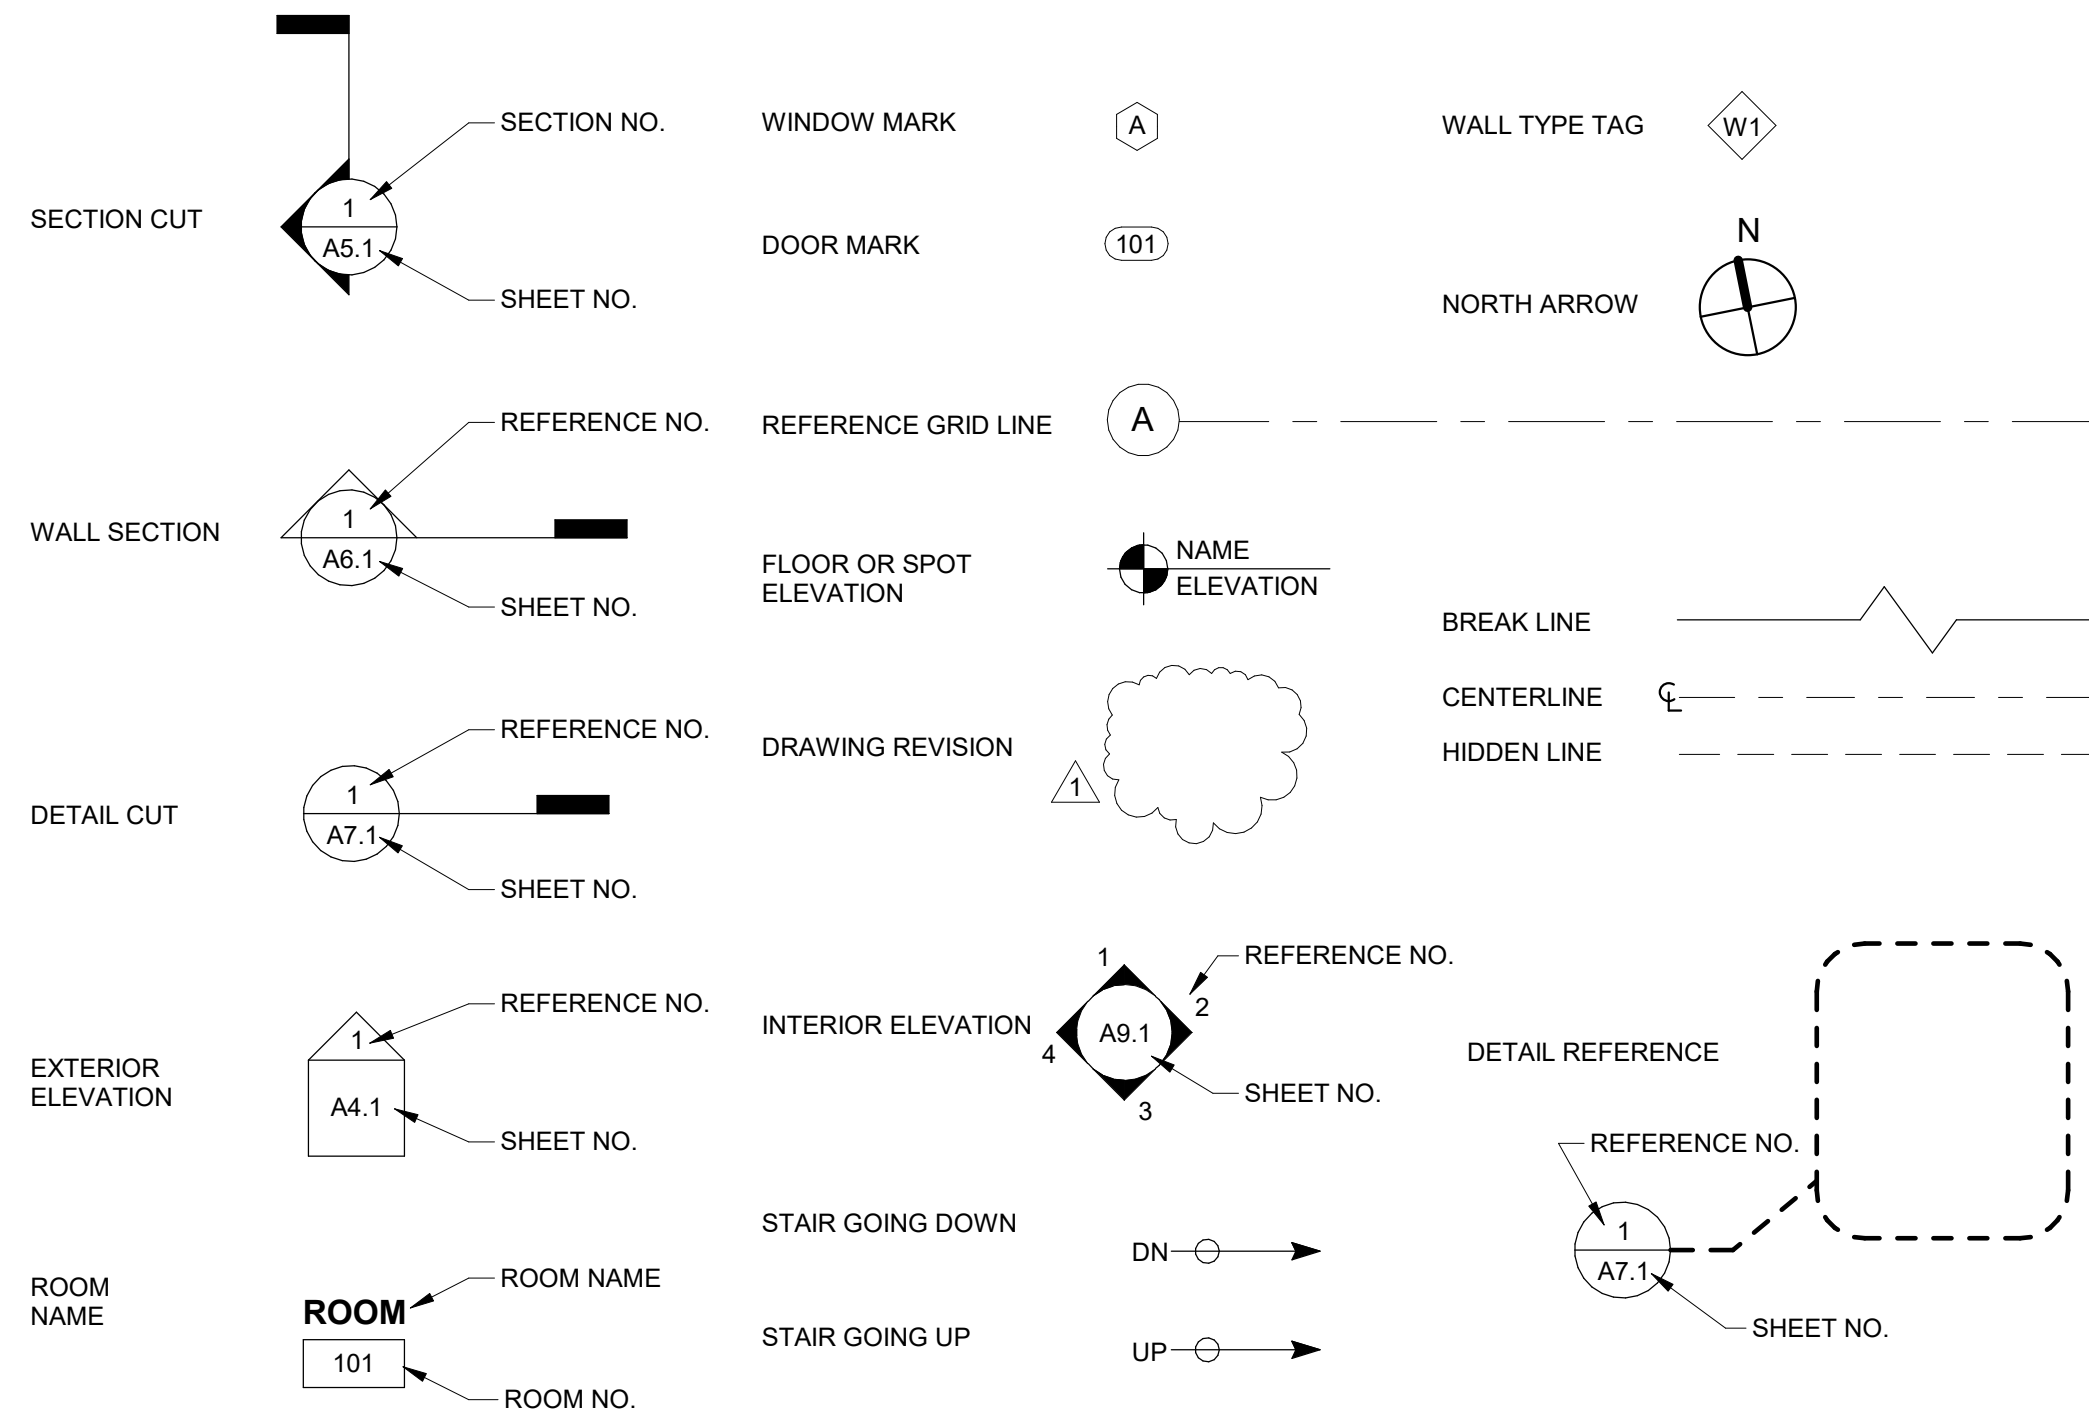 SECTION CUT
1
A5.1
SECTION NO.
SHEET NO.
WALL SECTION
1
A6.1
REFERENCE NO.
SHEET NO.
DETAIL CUT
1
A7.1
REFERENCE NO.
SHEET NO.
EXTERIOR
ELEVATION
1
A4.1
REFERENCE NO.
SHEET NO.
ROOM
NAME
ROOM
101
ROOM NAME
ROOM NO.
WINDOW MARK
A
DOOR MARK
101
REFERENCE GRID LINE
A
FLOOR OR SPOT
ELEVATION
NAME
ELEVATION
DRAWING REVISION
1
INTERIOR ELEVATION
1
2
3
4
A9.1
REFERENCE NO.
SHEET NO.
STAIR GOING DOWN
DN
STAIR GOING UP
UP
WALL TYPE TAG
W1
NORTH ARROW
N
BREAK LINE
CENTERLINE
℄
HIDDEN LINE
DETAIL REFERENCE
REFERENCE NO.
1
A7.1
SHEET NO.